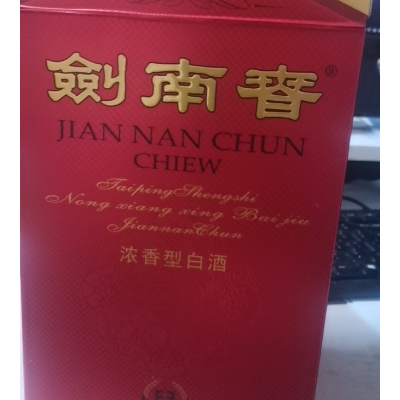 劍南春®
JIAN NAN CHUN
CHIEW
TaipingShengshi
Nong xiang xing Bai jiu
JiannanChun
浓香型白酒